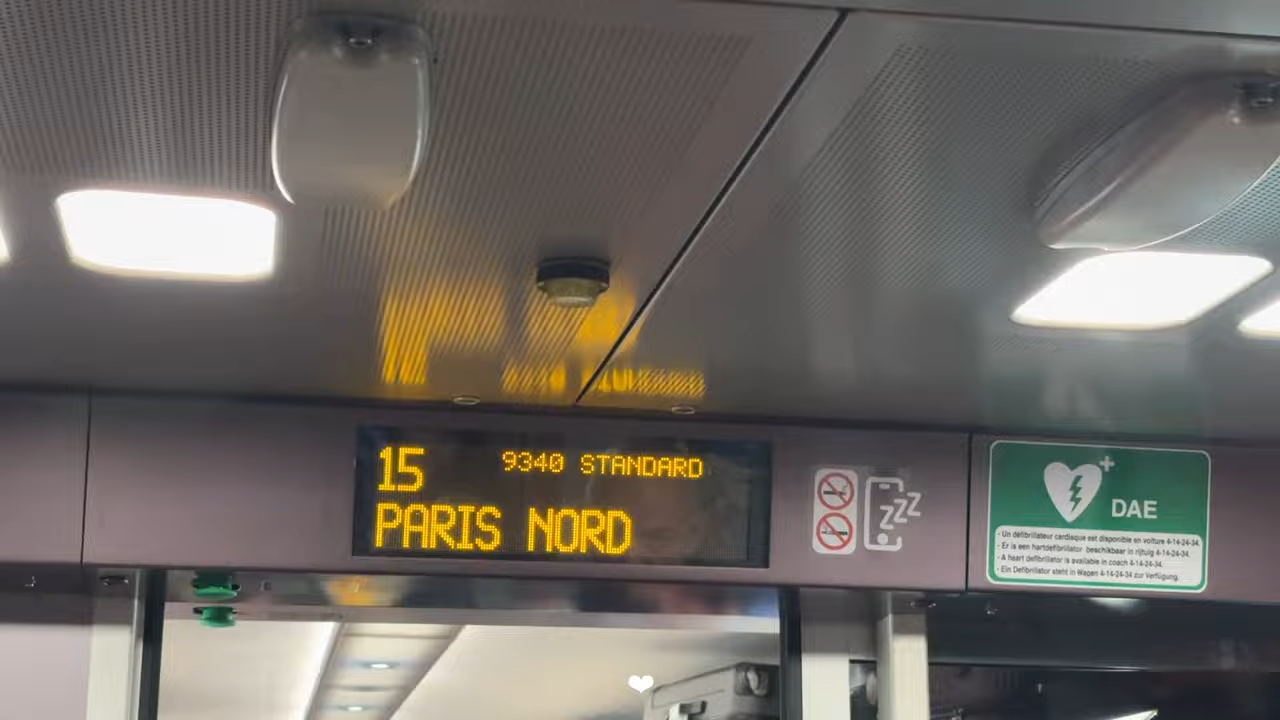 15 9340 STANDARD
PARIS NORD
zzz
DAE
- Un défibrillateur cardiaque est disponible en voiture 4-14-24-34.
- Er is een hartdefibrillator beschikbaar in rijtuig 4-14-24-34.
- A heart defibrillator is available in coach 4-14-24-34.
- Ein Defibrillator steht in Wagen 4-14-24-34 zur Verfügung.